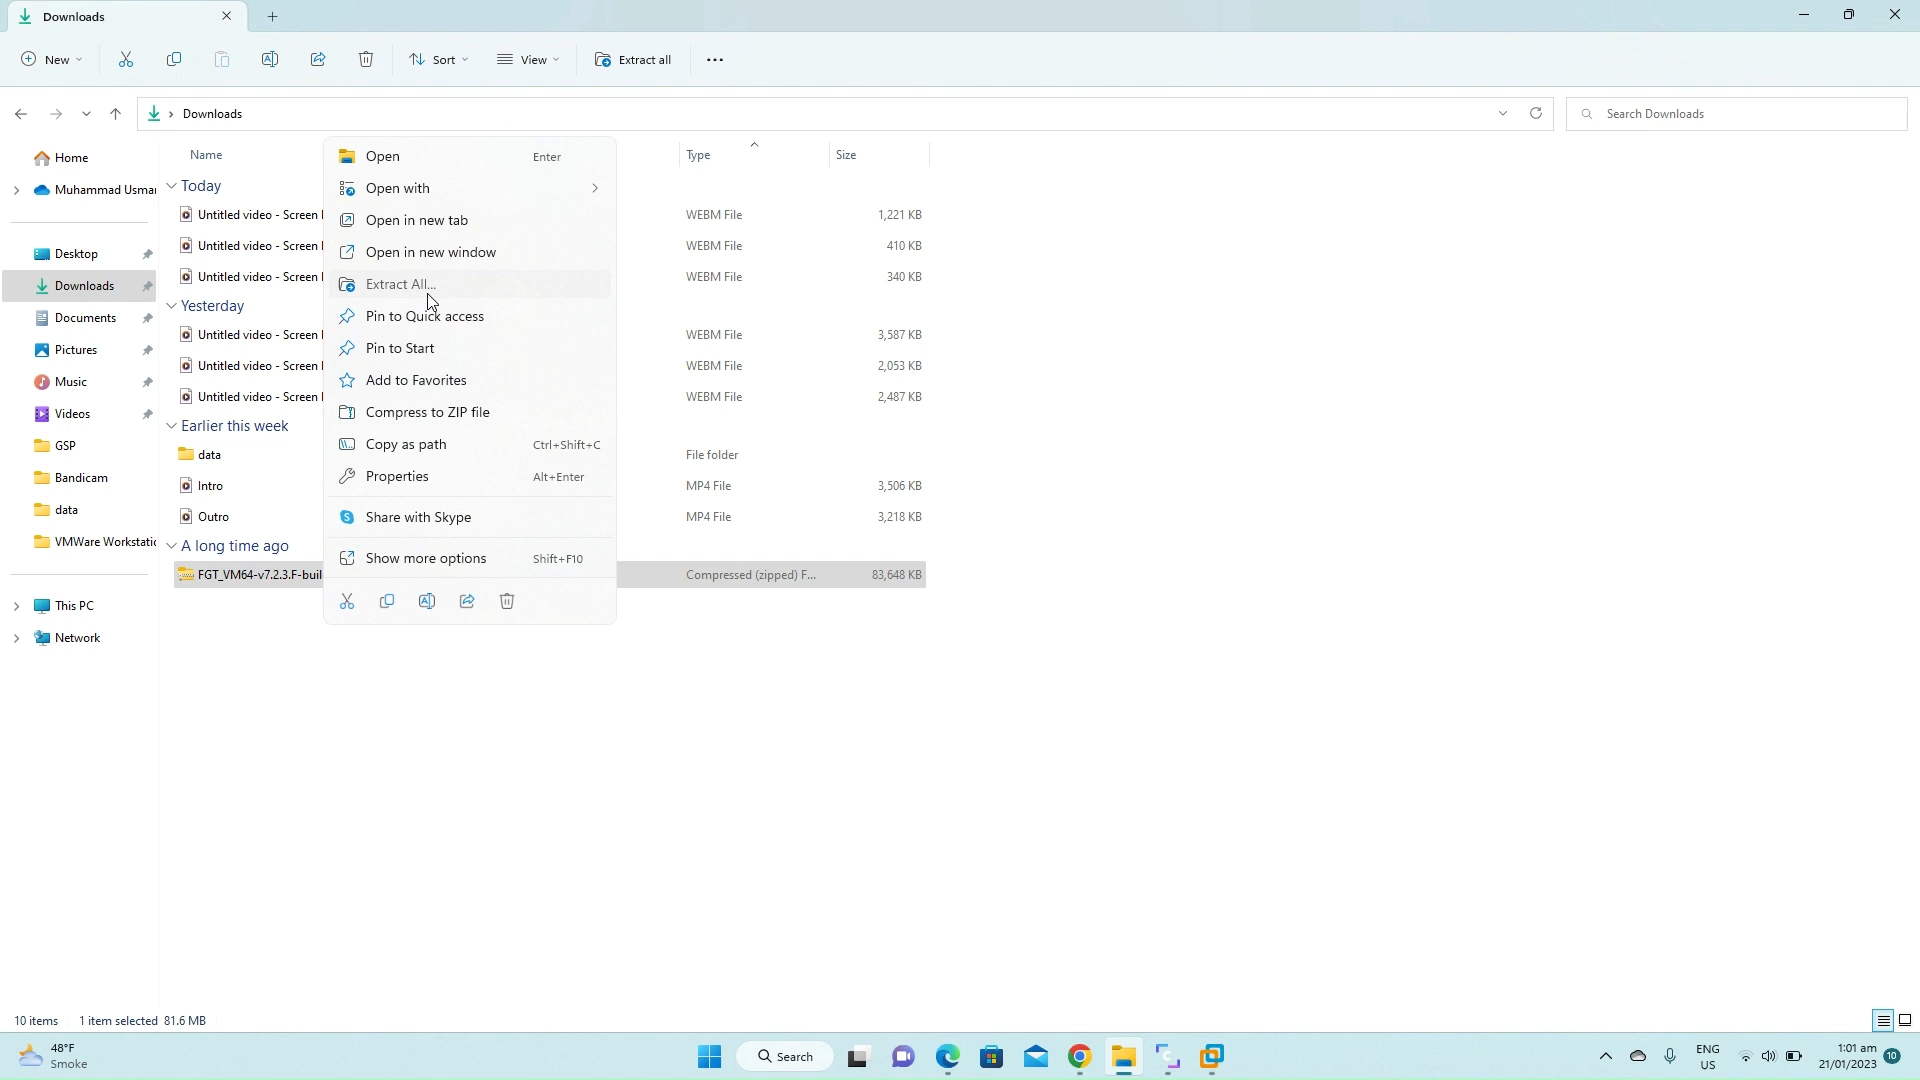 Downloads
New
Sort
View
Extract all
Downloads
Search Downloads
Home
Muhammad Usma
Desktop
Downloads
Documents
Pictures
Music
Videos
GSP
Bandicam
data
VMWare Workstatic
This PC
Network
Name
Type
Size
Today
Untitled video - Screen WEBM File 1,221 KB
Untitled video - Screen WEBM File 410 KB
Untitled video - Screen WEBM File 340 KB
Yesterday
Untitled video - Screen WEBM File 3,587 KB
Untitled video - Screen WEBM File 2,053 KB
Untitled video - Screen WEBM File 2,487 KB
Earlier this week
data File folder
Intro MP4 File 3,506 KB
Outro MP4 File 3,218 KB
A long time ago
FGT_VM64-v7.2.3.F-buil Compressed (zipped) F... 83,648 KB
Open Enter
Open with
Open in new tab
Open in new window
Extract All...
Pin to Quick access
Pin to Start
Add to Favorites
Compress to ZIP file
Copy as path Ctrl+Shift+C
Properties Alt+Enter
Share with Skype
Show more options Shift+F10
10 items 1 item selected 81.6 MB
48°F
Smoke
Search
ENG
US
1:01 am
21/01/2023
10